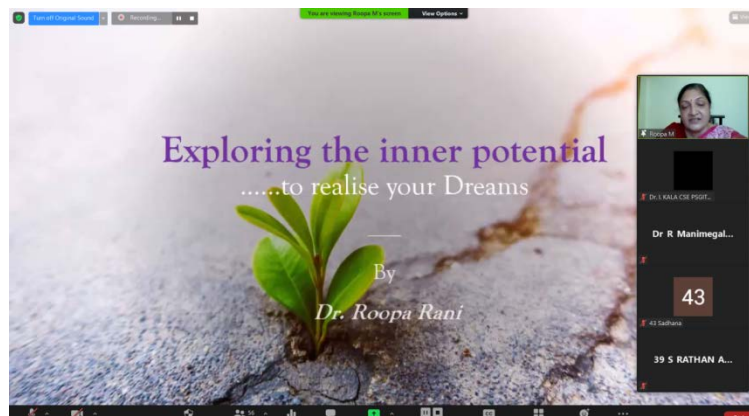 Turn off Original Sound
Recording...
You are viewing Roopa M's screen
View Options
Exploring the inner potential
......to realise your Dreams
By
Dr. Roopa Rani
Roopa M
Dr. L KALA CSE PSGIT...
Dr R Manimegal...
43
43 Sadhana
39 S RATHAN A...
56